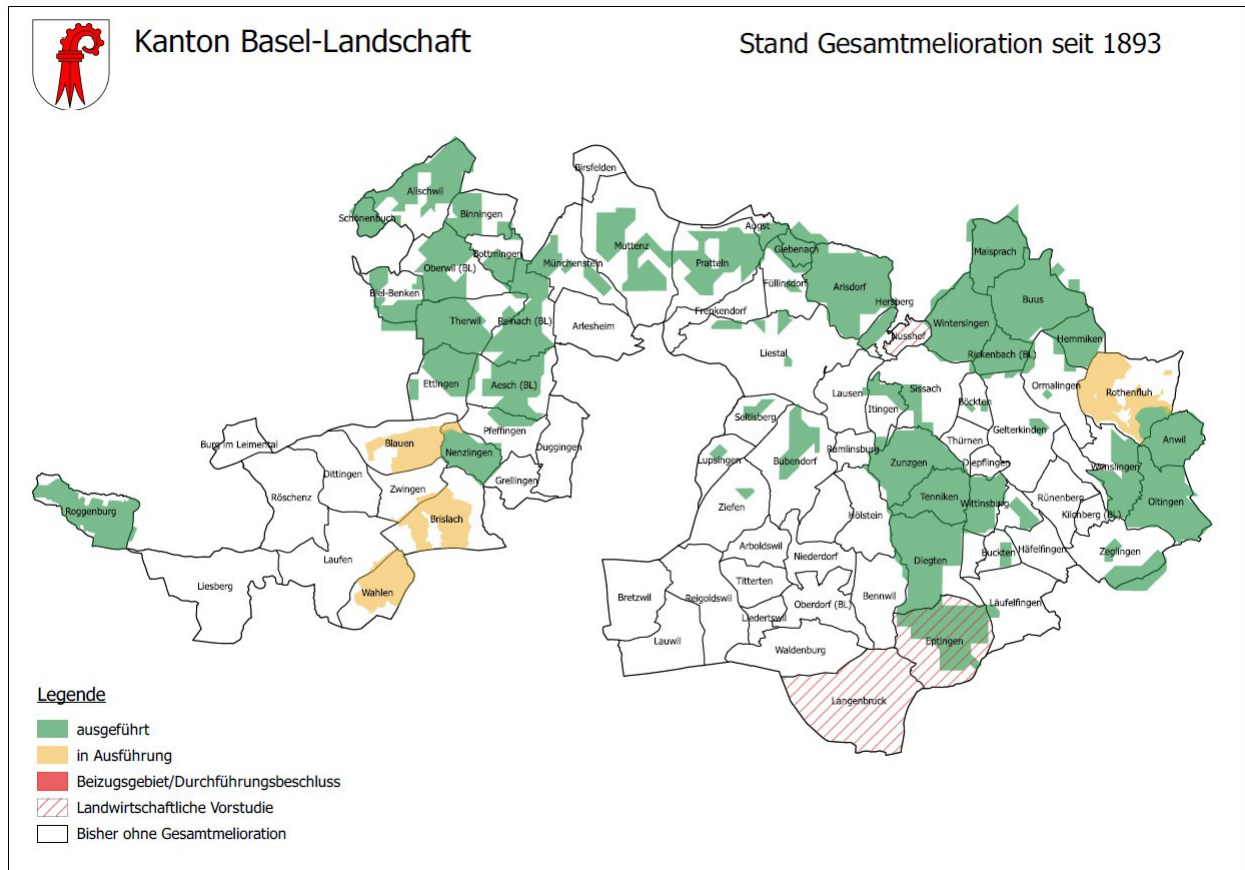 Kanton Basel-Landschaft
Stand Gesamtmelioration seit 1893
Birsfelden
Allschwil
Schönenbuch
Binningen
Muttenz
Augst
Bottmingen
Giebenach
Maisprach
Münchenstein
Pratteln
Oberwil (BL)
Füllinsdorf
Arisdorf
Biel-Benken
Buus
Hersberg
Frenkendorf
Therwil
Reinach (BL)
Wintersingen
Arlesheim
Nusshof
Hemmiken
Rickenbach (BL)
Liestal
Ettingen
Aesch (BL)
Sissach
Ormalingen
Rothenfluh
Lausen
Itingen
Böckten
Seltisberg
Pfeffingen
Gelterkinden
Burg im Leimental
Blauen
Duggingen
Thürnen
Anwil
Nenzlingen
Ramlinsburg
Lupsingen
Bubendorf
Zunzgen
Diepflingen
Wenslingen
Dittingen
Grellingen
Zwingen
Röschenz
Tenniken
Rünenberg
Oltingen
Wittinsburg
Ziefen
Roggenburg
Hölstein
Kilchberg (BL)
Brislach
Arboldswil
Niederdorf
Buckten
Häfelfingen
Zeglingen
Laufen
Diegten
Liesberg
Titterten
Wahlen
Bretzwil
Reigoldswil
Bennwil
Oberdorf (BL)
Läufelfingen
Liedertswil
Lauwil
Eptingen
Waldenburg
Langenbruck
Legende
ausgeführt
in Ausführung
Beizugsgebiet/Durchführungsbeschluss
Landwirtschaftliche Vorstudie
Bisher ohne Gesamtmelioration